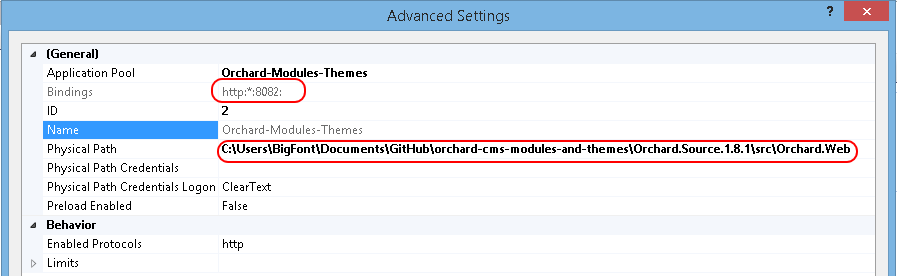 Advanced Settings ?
(General)
Application Pool Orchard-Modules-Themes
Bindings http:*:8082:
ID 2
Name Orchard-Modules-Themes
Physical Path C:\Users\BigFont\Documents\GitHub\orchard-cms-modules-and-themes\Orchard.Source.1.8.1\src\Orchard.Web
Physical Path Credentials
Physical Path Credentials Logon ClearText
Preload Enabled False
Behavior
Enabled Protocols http
Limits